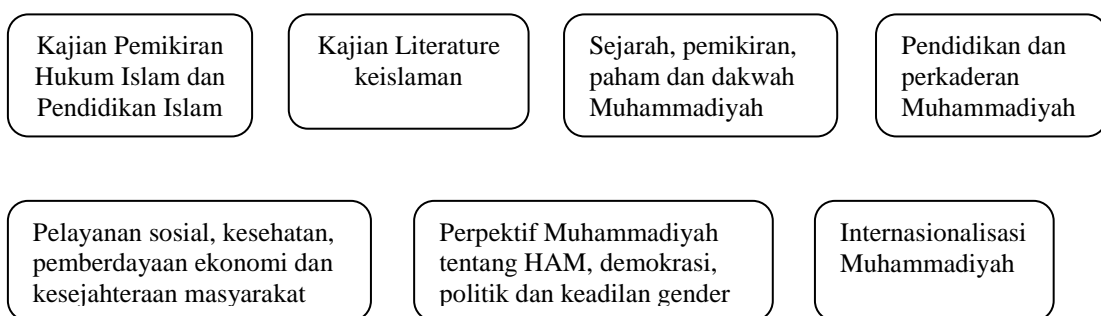 Kajian Pemikiran
Hukum Islam dan
Pendidikan Islam
Kajian Literature
keislaman
Sejarah, pemikiran,
paham dan dakwah
Muhammadiyah
Pendidikan dan
perkaderan
Muhammadiyah
Pelayanan sosial, kesehatan,
pemberdayaan ekonomi dan
kesejahteraan masyarakat
Perpektif Muhammadiyah
tentang HAM, demokrasi,
politik dan keadilan gender
Internasionalisasi
Muhammadiyah